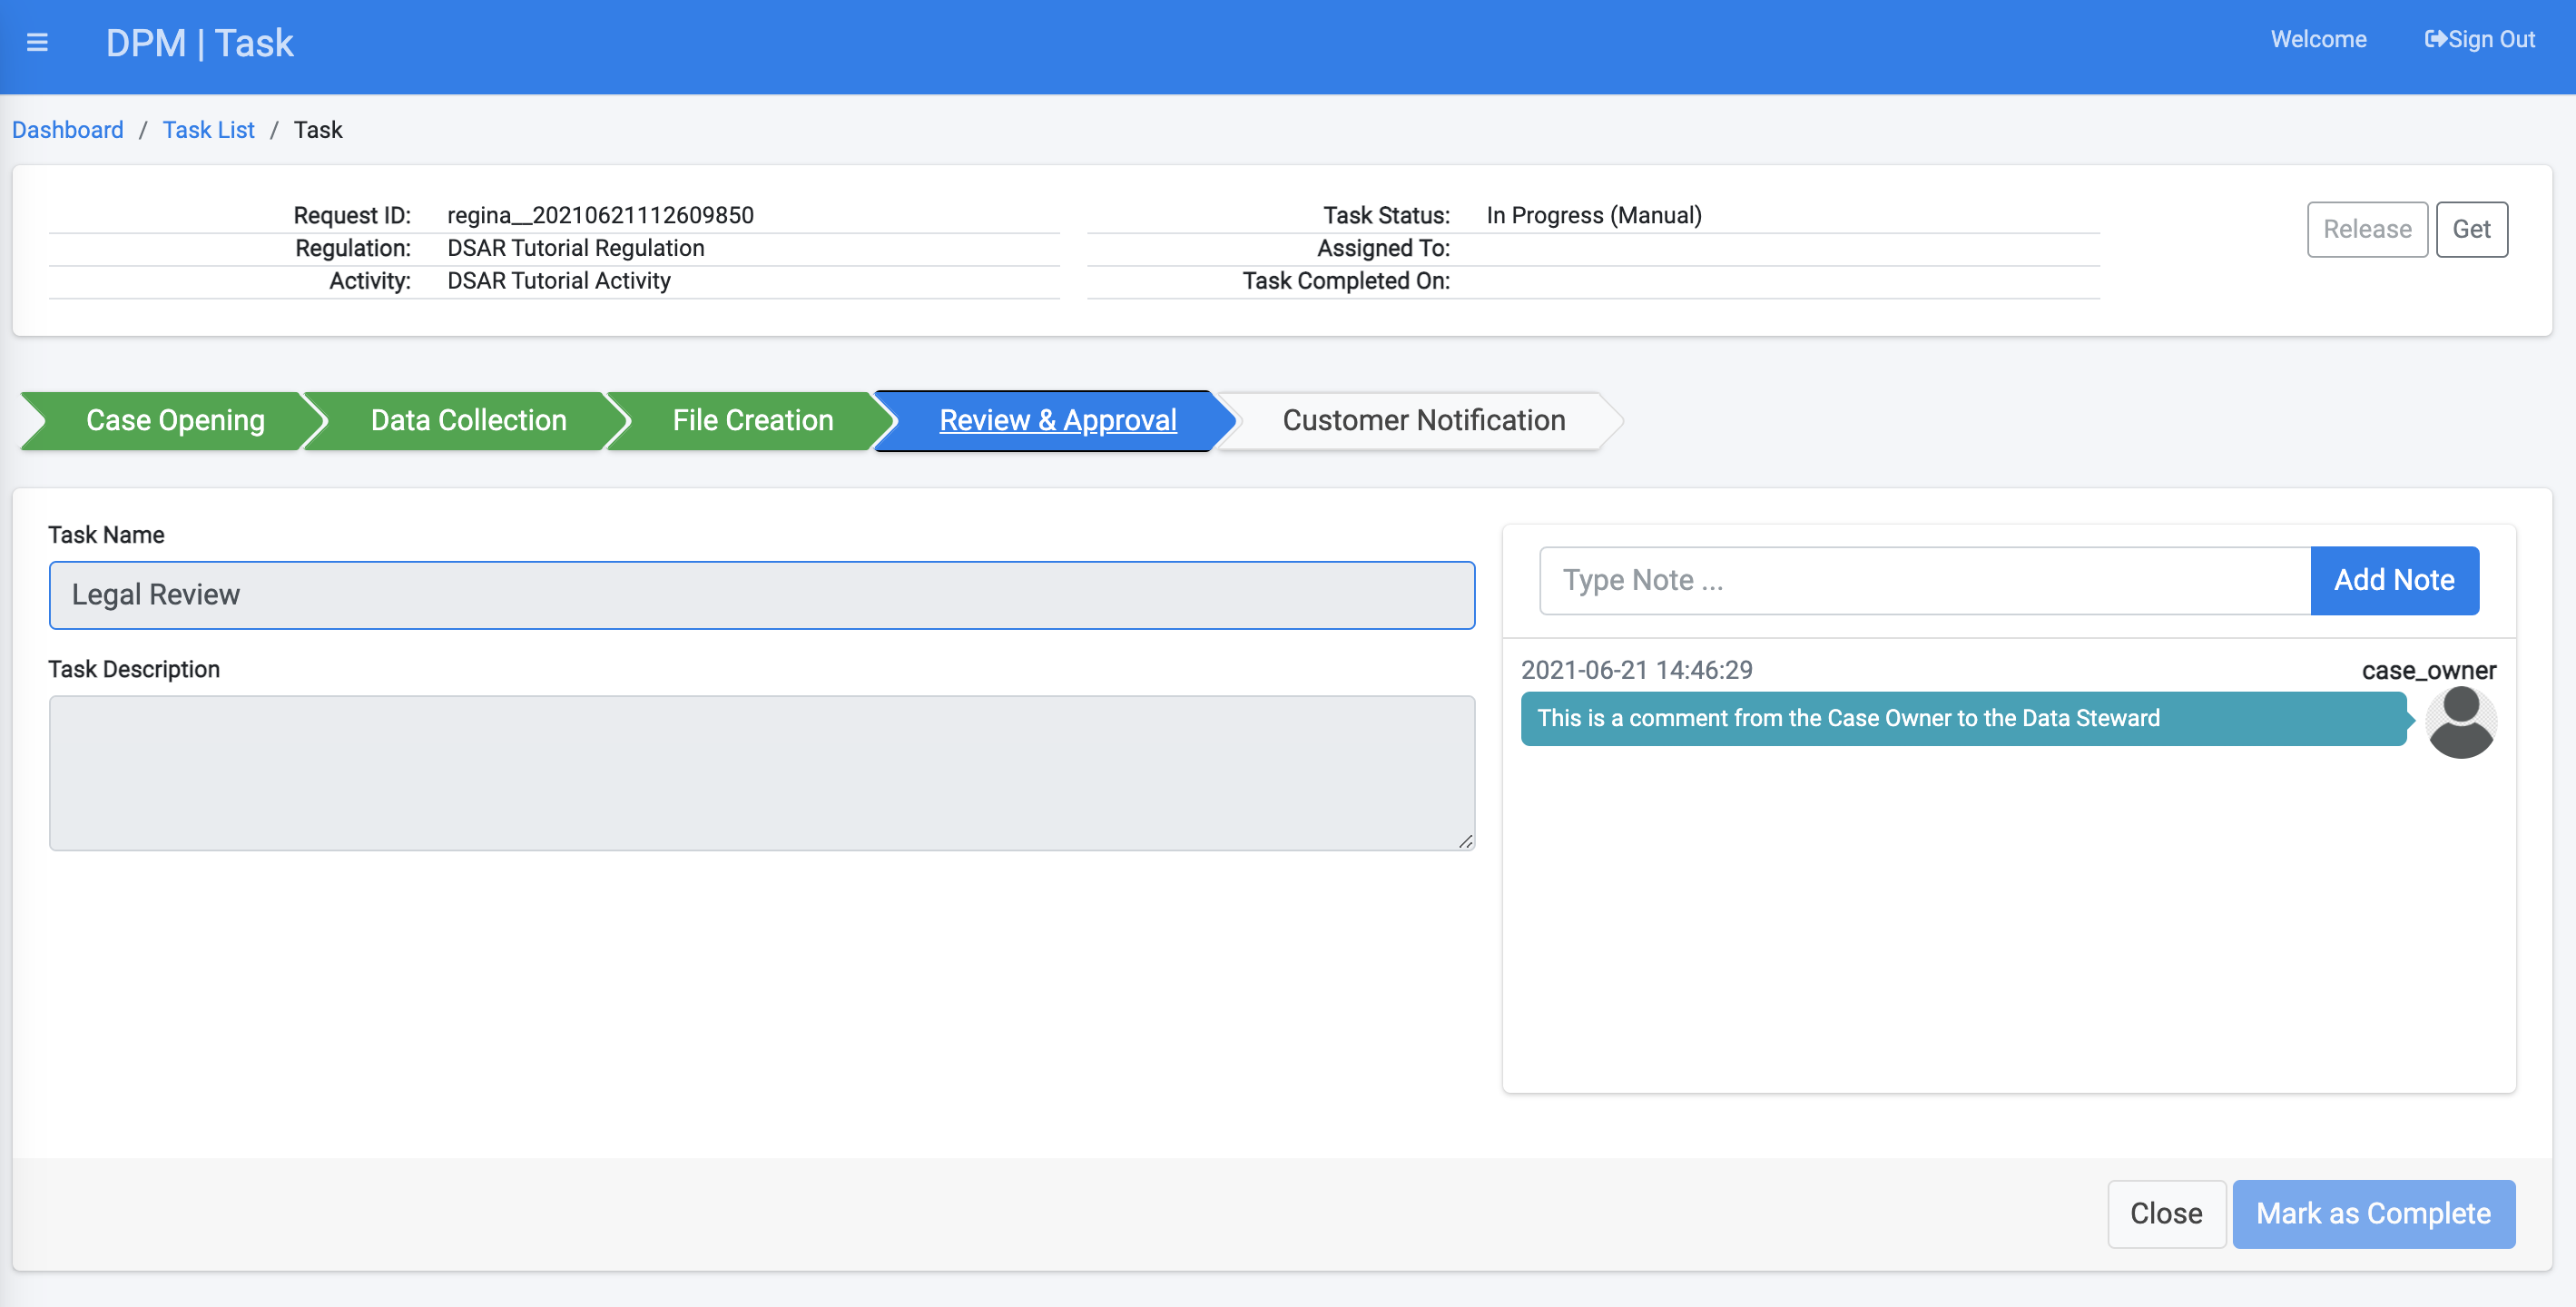 DPM | Task
Welcome
Sign Out
Dashboard / Task List / Task
Request ID: regina__20210621112609850
Regulation: DSAR Tutorial Regulation
Activity: DSAR Tutorial Activity
Task Status: In Progress (Manual)
Assigned To:
Task Completed On:
Release
Get
Case Opening
Data Collection
File Creation
Review & Approval
Customer Notification
Task Name
Legal Review
Task Description
Type Note ...
Add Note
2021-06-21 14:46:29
case_owner
This is a comment from the Case Owner to the Data Steward
Close
Mark as Complete